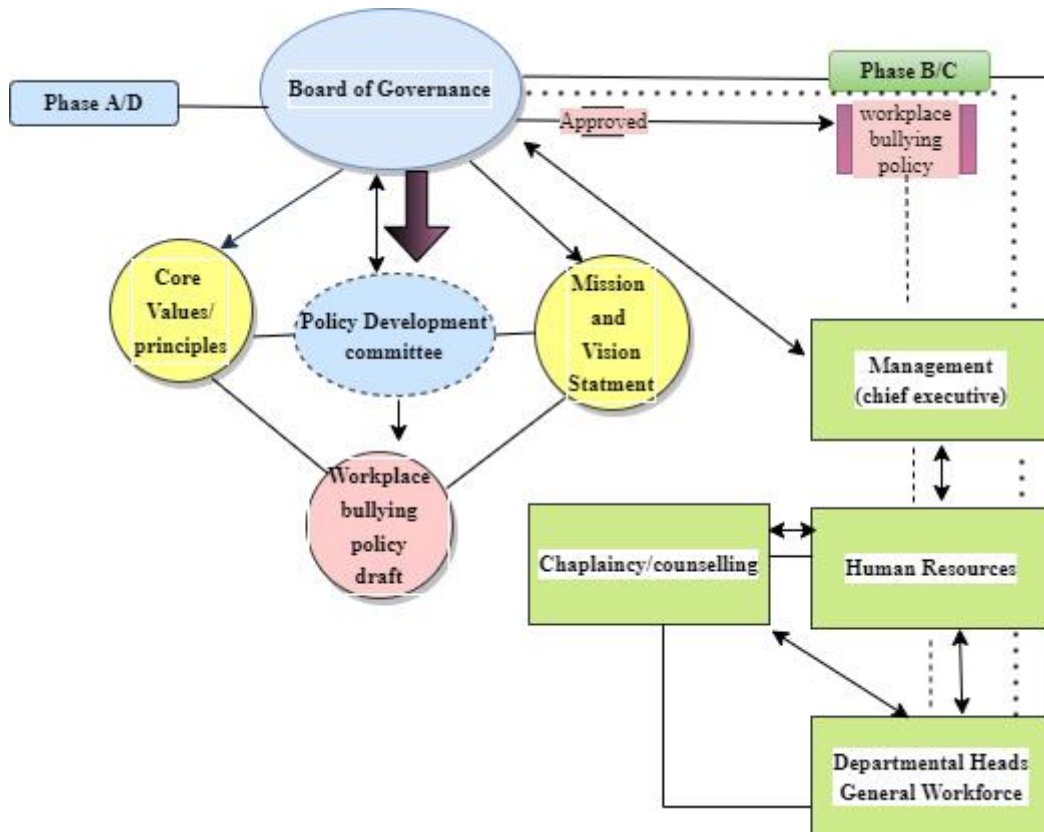 Phase A/D
Board of Governance
Phase B/C
Approved
workplace
bullying
policy
Core
Values/
principles
Policy Development
committee
Mission
and
Vision
Statment
Management
(chief executive)
Workplace
bullying
policy
draft
Chaplaincy/counselling
Human Resources
Departmental Heads
General Workforce